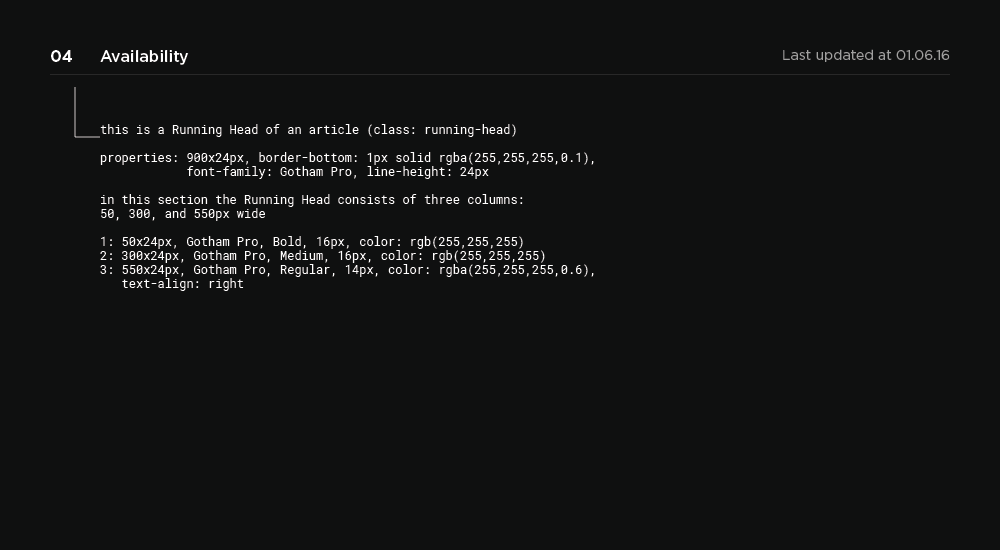 04 Availability Last updated at 01.06.16
this is a Running Head of an article (class: running-head)
properties: 900x24px, border-bottom: 1px solid rgba(255,255,255,0.1),
font-family: Gotham Pro, line-height: 24px
in this section the Running Head consists of three columns:
50, 300, and 550px wide
1: 50x24px, Gotham Pro, Bold, 16px, color: rgb(255,255,255)
2: 300x24px, Gotham Pro, Medium, 16px, color: rgb(255,255,255)
3: 550x24px, Gotham Pro, Regular, 14px, color: rgba(255,255,255,0.6),
text-align: right